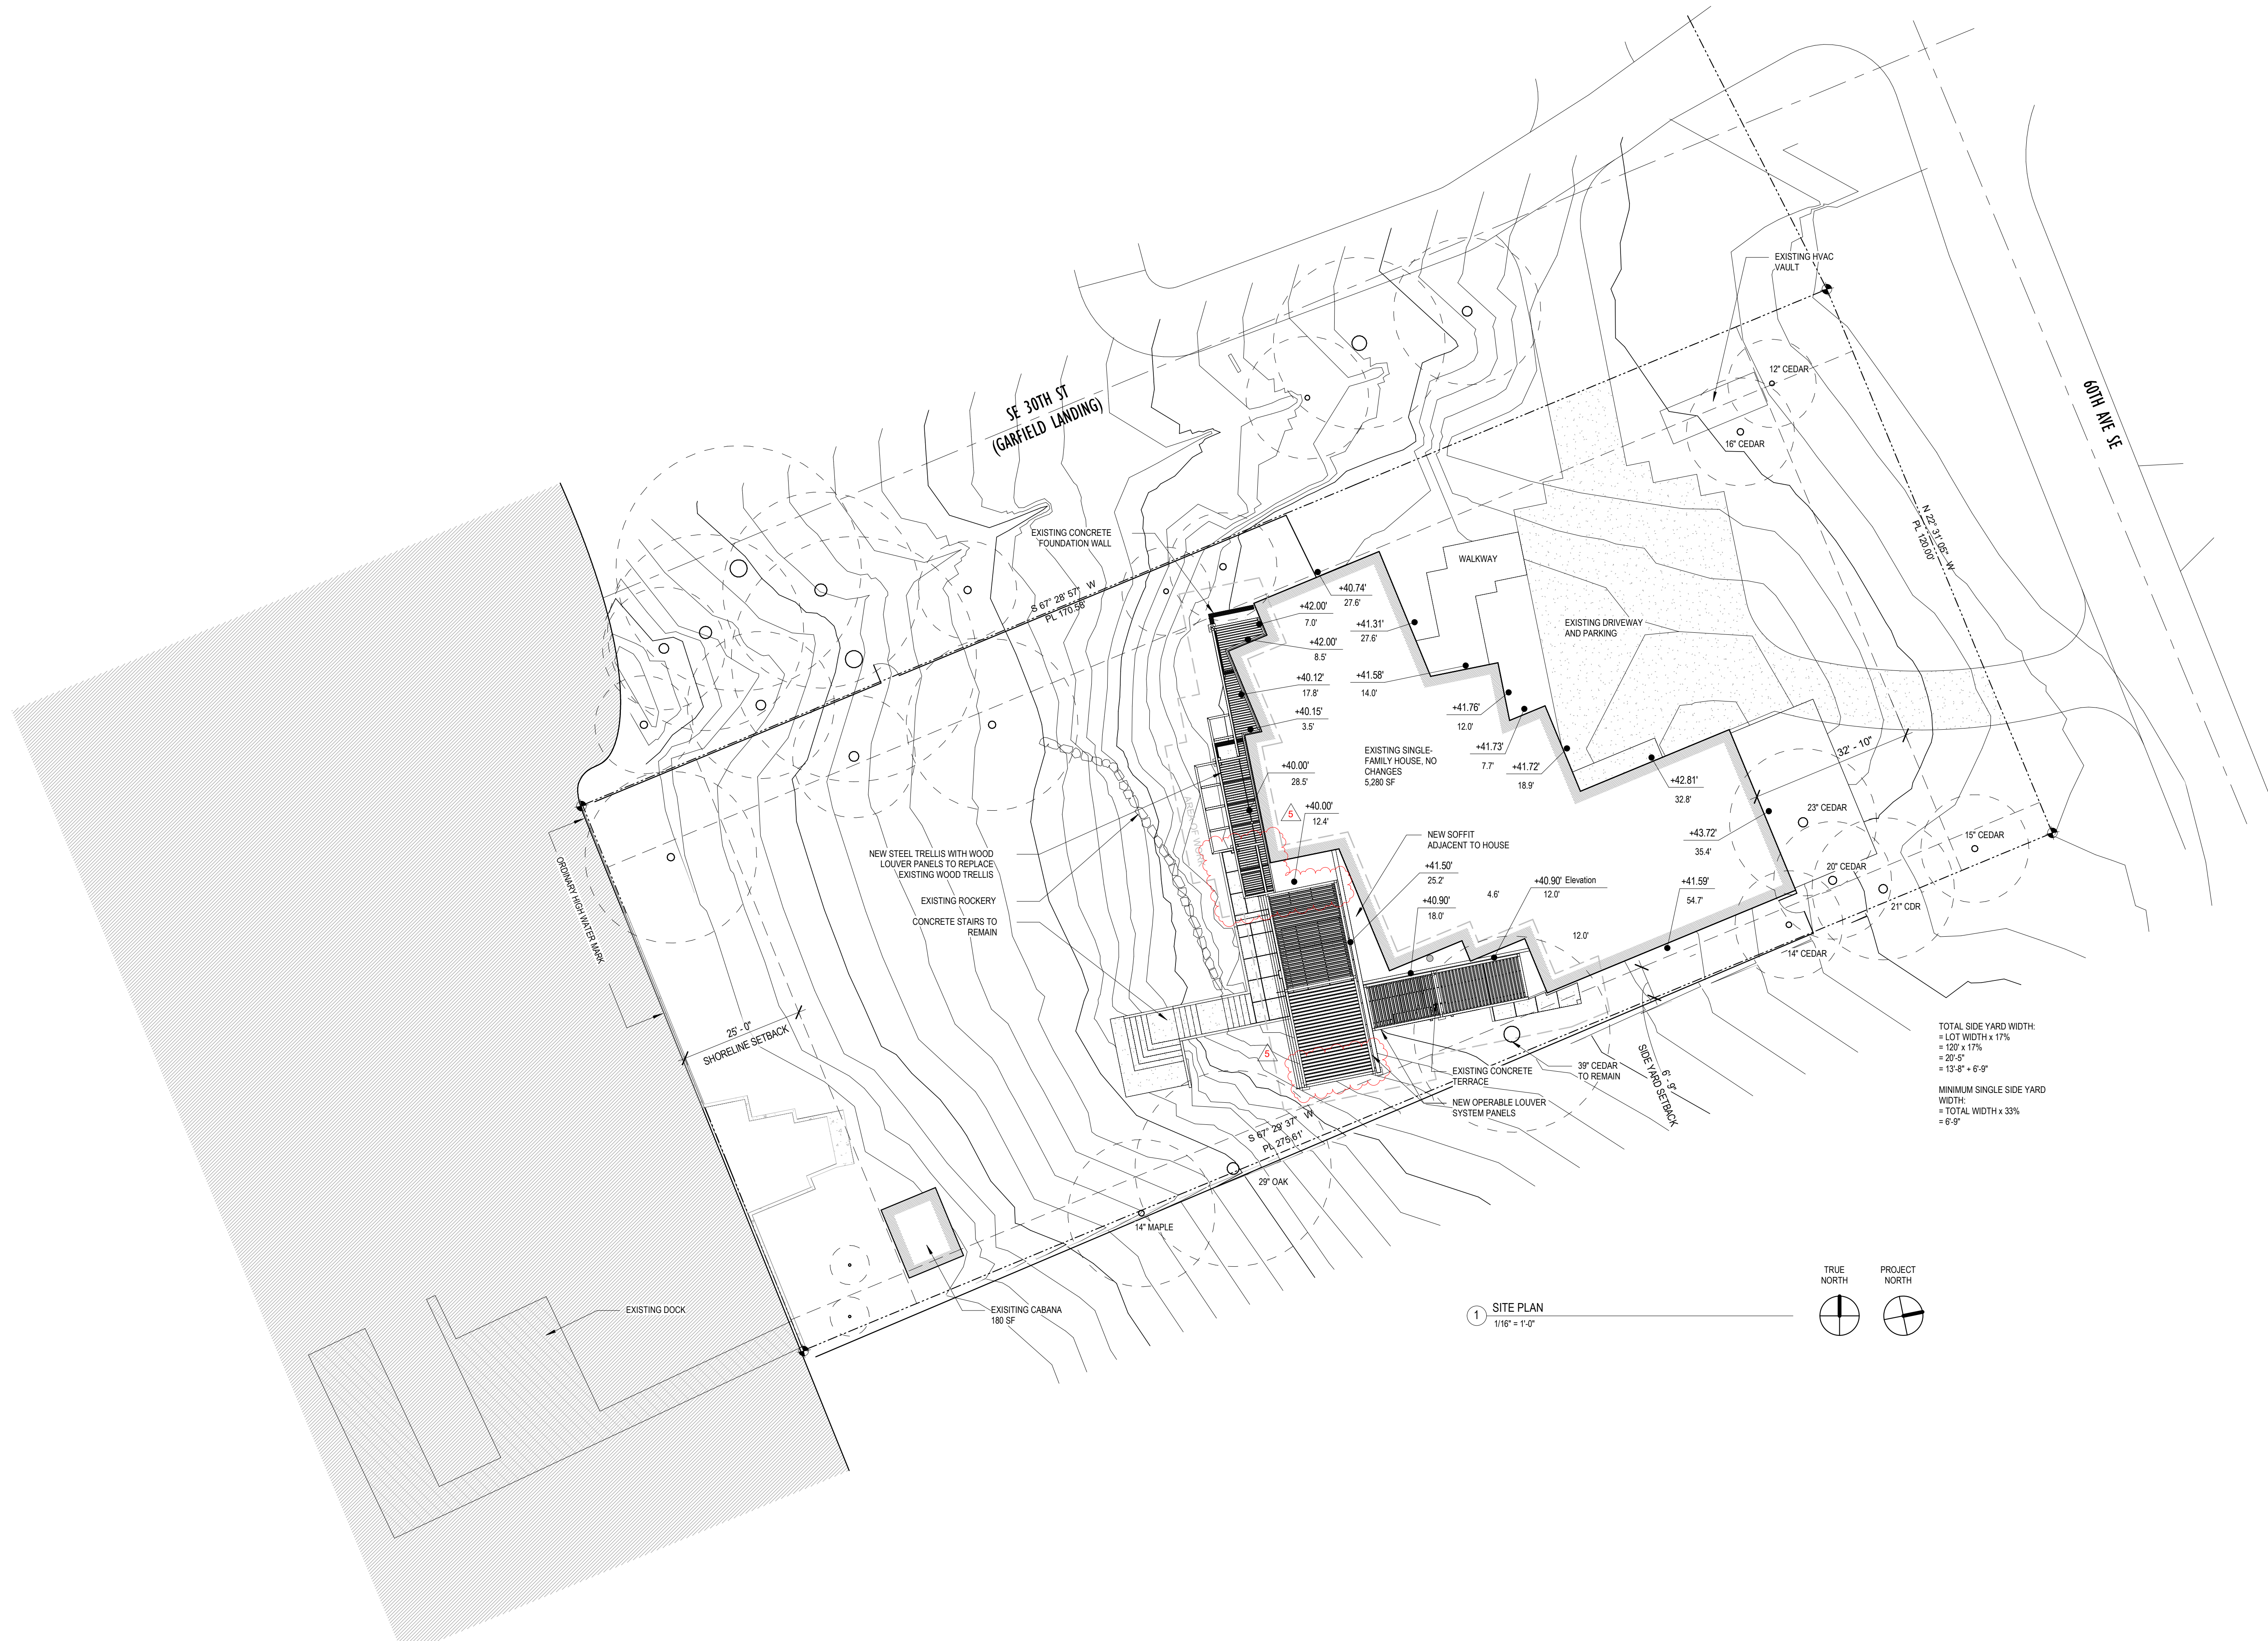 EXISTING HVAC
VAULT
12" CEDAR
16" CEDAR
60TH AVE SE
SE 30TH ST
(GARFIELD LANDING)
N 22° 31' 05" W
PL 120.00'
EXISTING CONCRETE
FOUNDATION WALL
WALKWAY
S 67° 28' 57" W
PL 170.58'
+40.74'
27.6'
+42.00'
7.0'
+41.31'
27.6'
+42.00'
8.5'
EXISTING DRIVEWAY
AND PARKING
+40.12'
17.8'
+41.58'
14.0'
+40.15'
3.5'
+41.76'
12.0'
+41.73'
7.7'
+41.72'
18.9'
32' - 10"
EXISTING SINGLE-
FAMILY HOUSE, NO
CHANGES
5,280 SF
+40.00'
28.5'
+42.81'
32.8'
AREA OF WORK
5
+40.00'
12.4'
23" CEDAR
+43.72'
35.4'
15" CEDAR
NEW SOFFIT
ADJACENT TO HOUSE
NEW STEEL TRELLIS WITH WOOD
LOUVER PANELS TO REPLACE
EXISTING WOOD TRELLIS
+41.50'
25.2'
20" CEDAR
+40.90' Elevation
12.0'
4.6'
+41.59'
54.7'
EXISTING ROCKERY
+40.90'
18.0'
21" CDR
ORDINARY HIGH WATER MARK
CONCRETE STAIRS TO
REMAIN
12.0'
14" CEDAR
25' - 0"
SHORELINE SETBACK
5
EXISTING CONCRETE
TERRACE
39" CEDAR
TO REMAIN
6' - 9"
SIDE YARD SETBACK
NEW OPERABLE LOUVER
SYSTEM PANELS
TOTAL SIDE YARD WIDTH:
= LOT WIDTH x 17%
= 120' x 17%
= 20'-5"
= 13'-8" + 6'-9"
MINIMUM SINGLE SIDE YARD
WIDTH:
= TOTAL WIDTH x 33%
= 6'-9"
S 67° 29' 37" W
PL 275.61'
29" OAK
14" MAPLE
EXISTING DOCK
EXISITING CABANA
180 SF
1
SITE PLAN
1/16" = 1'-0"
TRUE
NORTH
PROJECT
NORTH